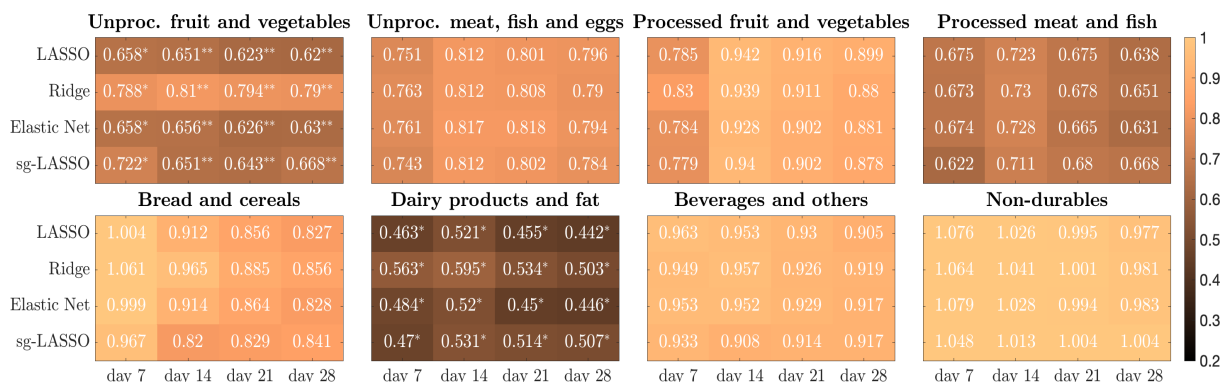 Unproc. fruit and vegetables Unproc. meat, fish and eggs Processed fruit and vegetables Processed meat and fish
LASSO 0.658* 0.651** 0.623** 0.62** 0.751 0.812 0.801 0.796 0.785 0.942 0.916 0.899 0.675 0.723 0.675 0.638 1
Ridge 0.788* 0.81** 0.794** 0.79** 0.763 0.812 0.808 0.79 0.83 0.939 0.911 0.88 0.673 0.73 0.678 0.651 0.9
Elastic Net 0.658* 0.656** 0.626** 0.63** 0.761 0.817 0.818 0.794 0.784 0.928 0.902 0.881 0.674 0.728 0.665 0.631 0.8
sg-LASSO 0.722* 0.651** 0.643** 0.668** 0.743 0.812 0.802 0.784 0.779 0.94 0.902 0.878 0.622 0.711 0.68 0.668 0.7
Bread and cereals Dairy products and fat Beverages and others Non-durables 0.6
LASSO 1.004 0.912 0.856 0.827 0.463* 0.521* 0.455* 0.442* 0.963 0.953 0.93 0.905 1.076 1.026 0.995 0.977 0.5
Ridge 1.061 0.965 0.885 0.856 0.563* 0.595* 0.534* 0.503* 0.949 0.957 0.926 0.919 1.064 1.041 1.001 0.981 0.4
Elastic Net 0.999 0.914 0.864 0.828 0.484* 0.52* 0.45* 0.446* 0.953 0.952 0.929 0.917 1.079 1.028 0.994 0.983 0.3
sg-LASSO 0.967 0.82 0.829 0.841 0.47* 0.531* 0.514* 0.507* 0.933 0.908 0.914 0.917 1.048 1.013 1.004 1.004 0.2
day 7 day 14 day 21 day 28 day 7 day 14 day 21 day 28 day 7 day 14 day 21 day 28 day 7 day 14 day 21 day 28